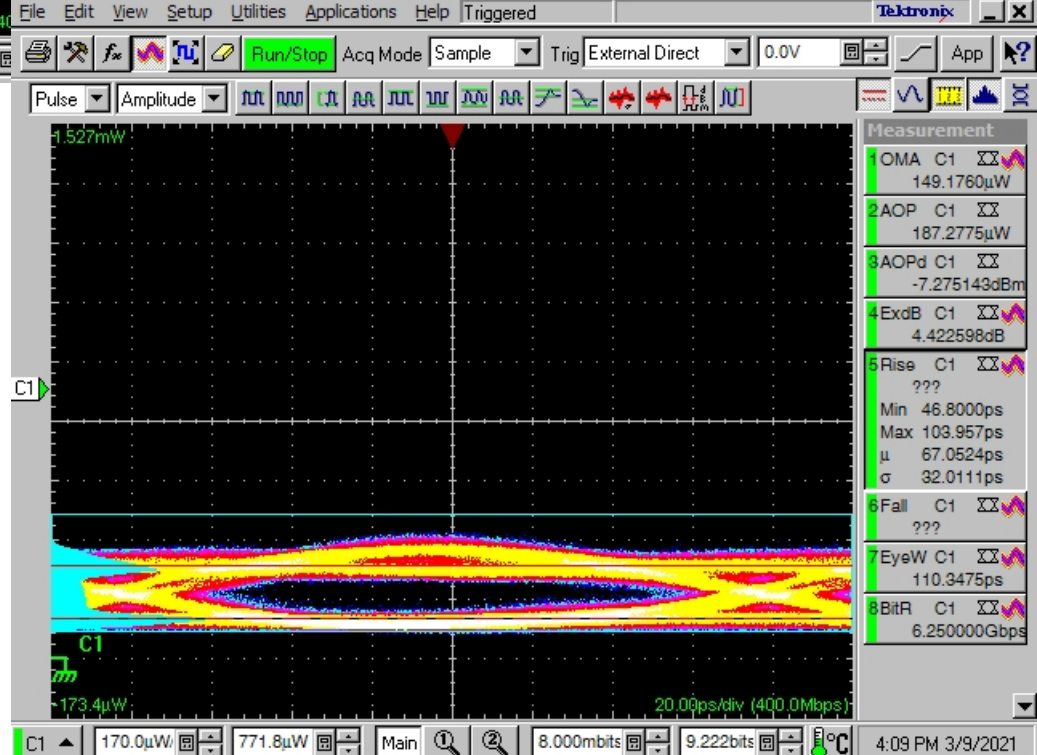 File Edit View Setup Utilities Applications Help Triggered Tektronix
Run/Stop Acq Mode Sample Trig External Direct 0.0V App
Pulse Amplitude
1.527mW
C1
C1
-173.4µW
20.00ps/div (400.0Mbps)
Measurement
1 OMA C1
149.1760µW
2 AOP C1
187.2775µW
3 AOPd C1
-7.275143dBm
4 ExdB C1
4.422598dB
5 Rise C1
???
Min 46.8000ps
Max 103.957ps
µ 67.0524ps
σ 32.0111ps
6 Fall C1
???
7 EyeW C1
110.3475ps
8 BitR C1
6.250000Gbps
C1 170.0µW/ 771.8µW Main 1 2 8.000mbits 9.222bits °C 4:09 PM 3/9/2021